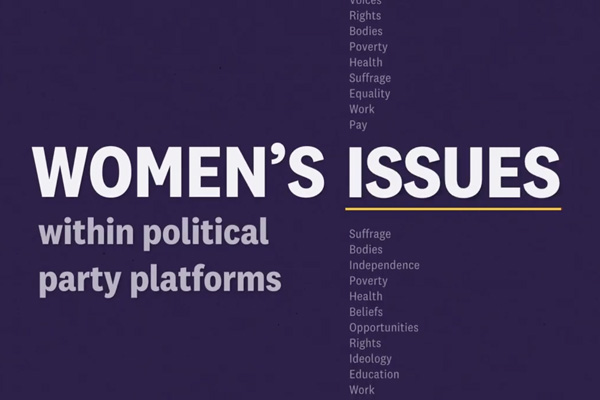 Voices
Rights
Bodies
Poverty
Health
Suffrage
Equality
Work
Pay
WOMEN'S ISSUES
within political
party platforms
Suffrage
Bodies
Independence
Poverty
Health
Beliefs
Opportunities
Rights
Ideology
Education
Work